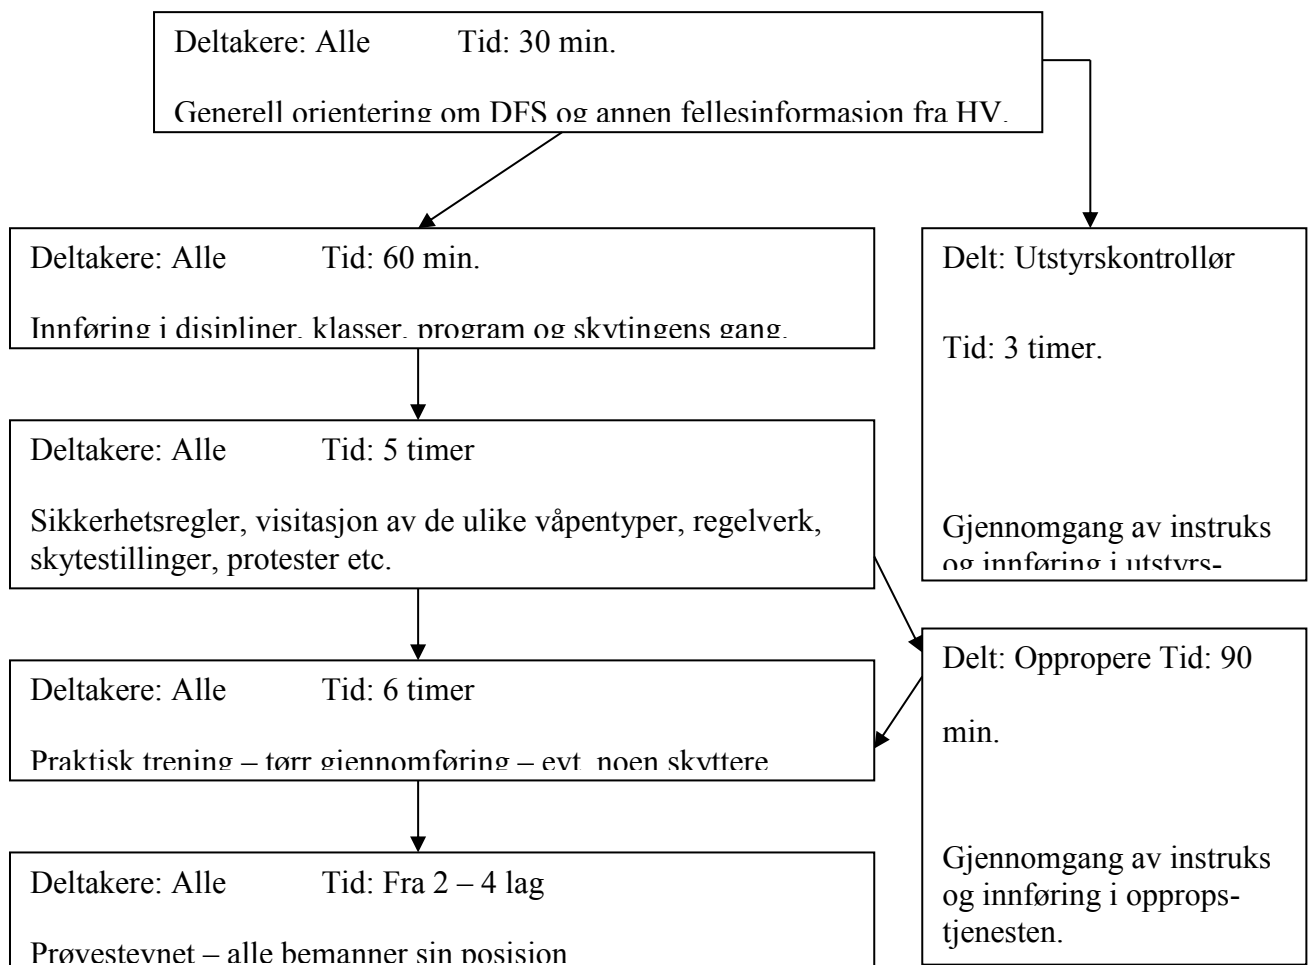 Deltakere: Alle Tid: 30 min.
Generell orientering om DFS og annen fellesinformasjon fra HV.
Deltakere: Alle Tid: 60 min.
Innføring i disipliner, klasser, program og skytingens gang.
Deltakere: Alle Tid: 5 timer
Sikkerhetsregler, visitasjon av de ulike våpentyper, regelverk,
skytestillinger, protester etc.
Deltakere: Alle Tid: 6 timer
Praktisk trening – tørr gjennomføring – evt. noen skyttere
Deltakere: Alle Tid: Fra 2 – 4 lag
Prøvestevnet – alle bemanner sin posisjon
Delt: Utstyrskontrollør
Tid: 3 timer.
Gjennomgang av instruks
og innføring i utstyrs-
Delt: Oppropere Tid: 90
min.
Gjennomgang av instruks
og innføring i opprops-
tjenesten.